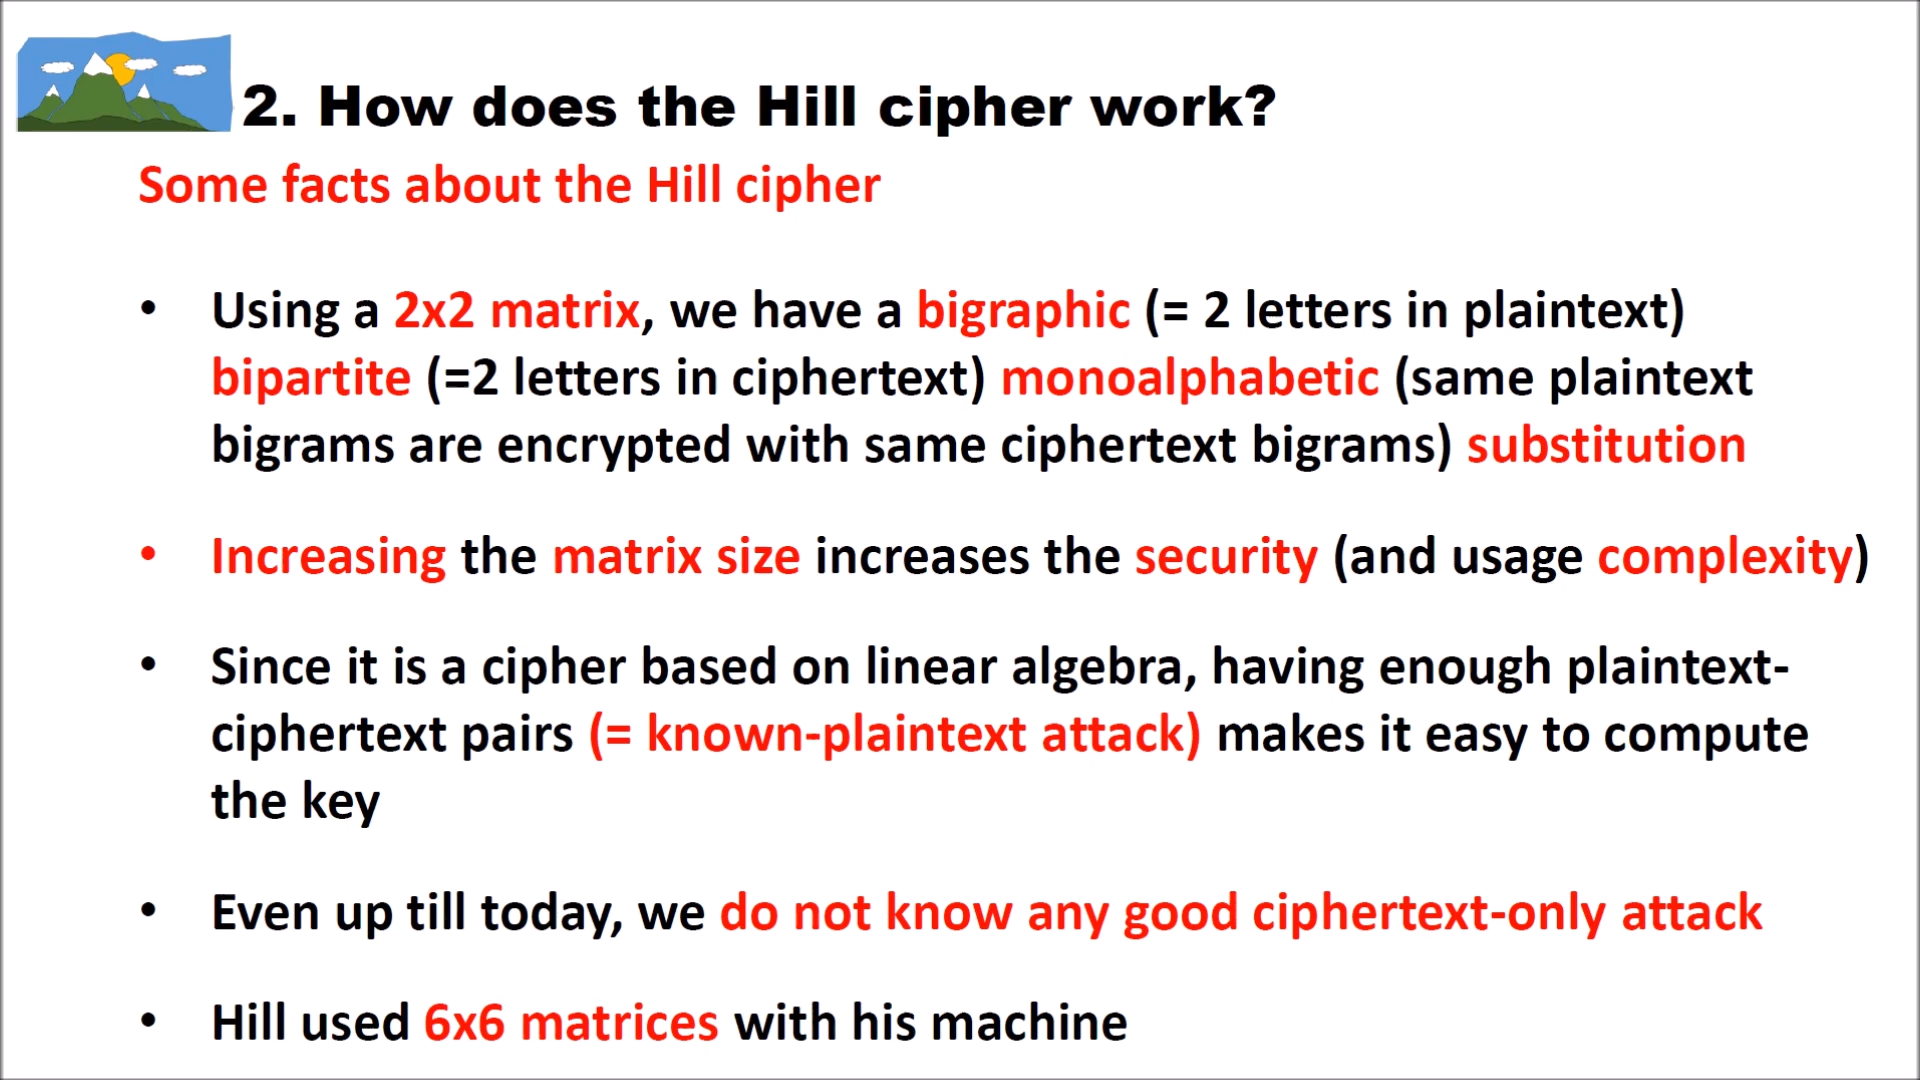 2. How does the Hill cipher work?
Some facts about the Hill cipher
• Using a 2x2 matrix, we have a bigraphic (= 2 letters in plaintext)
bipartite (=2 letters in ciphertext) monoalphabetic (same plaintext
bigrams are encrypted with same ciphertext bigrams) substitution
• Increasing the matrix size increases the security (and usage complexity)
• Since it is a cipher based on linear algebra, having enough plaintext-
ciphertext pairs (= known-plaintext attack) makes it easy to compute
the key
• Even up till today, we do not know any good ciphertext-only attack
• Hill used 6x6 matrices with his machine